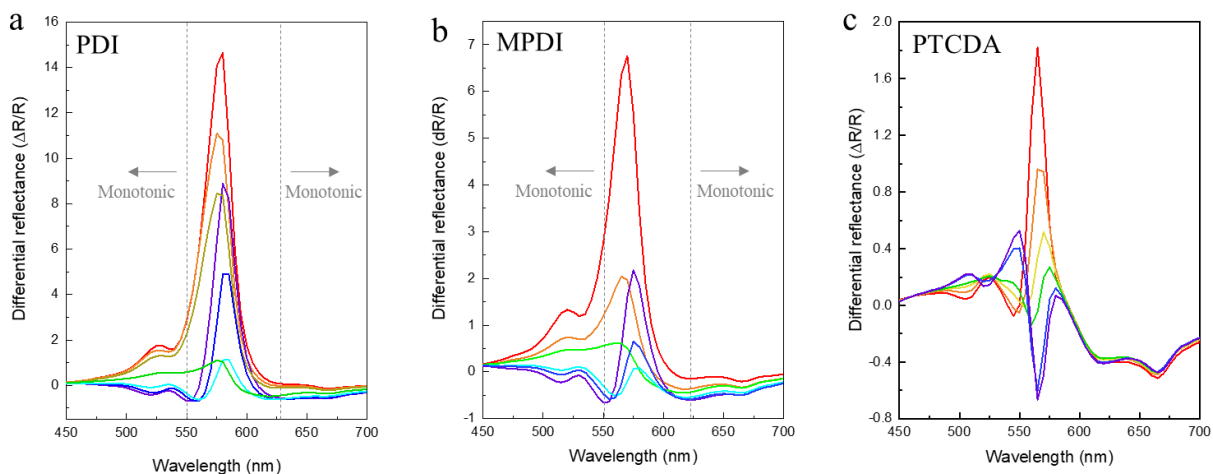 a
PDI
Differential reflectance (ΔR/R)
16
14
12
10
8
6
4
2
0
Monotonic
Monotonic
450 500 550 600 650 700
Wavelength (nm)
b
MPDI
Differential reflectance (dR/R)
7
6
5
4
3
2
1
0
-1
Monotonic
Monotonic
450 500 550 600 650 700
Wavelength (nm)
c
PTCDA
Differential reflectance (ΔR/R)
2.0
1.6
1.2
0.8
0.4
0.0
-0.4
-0.8
450 500 550 600 650 700
Wavelength (nm)